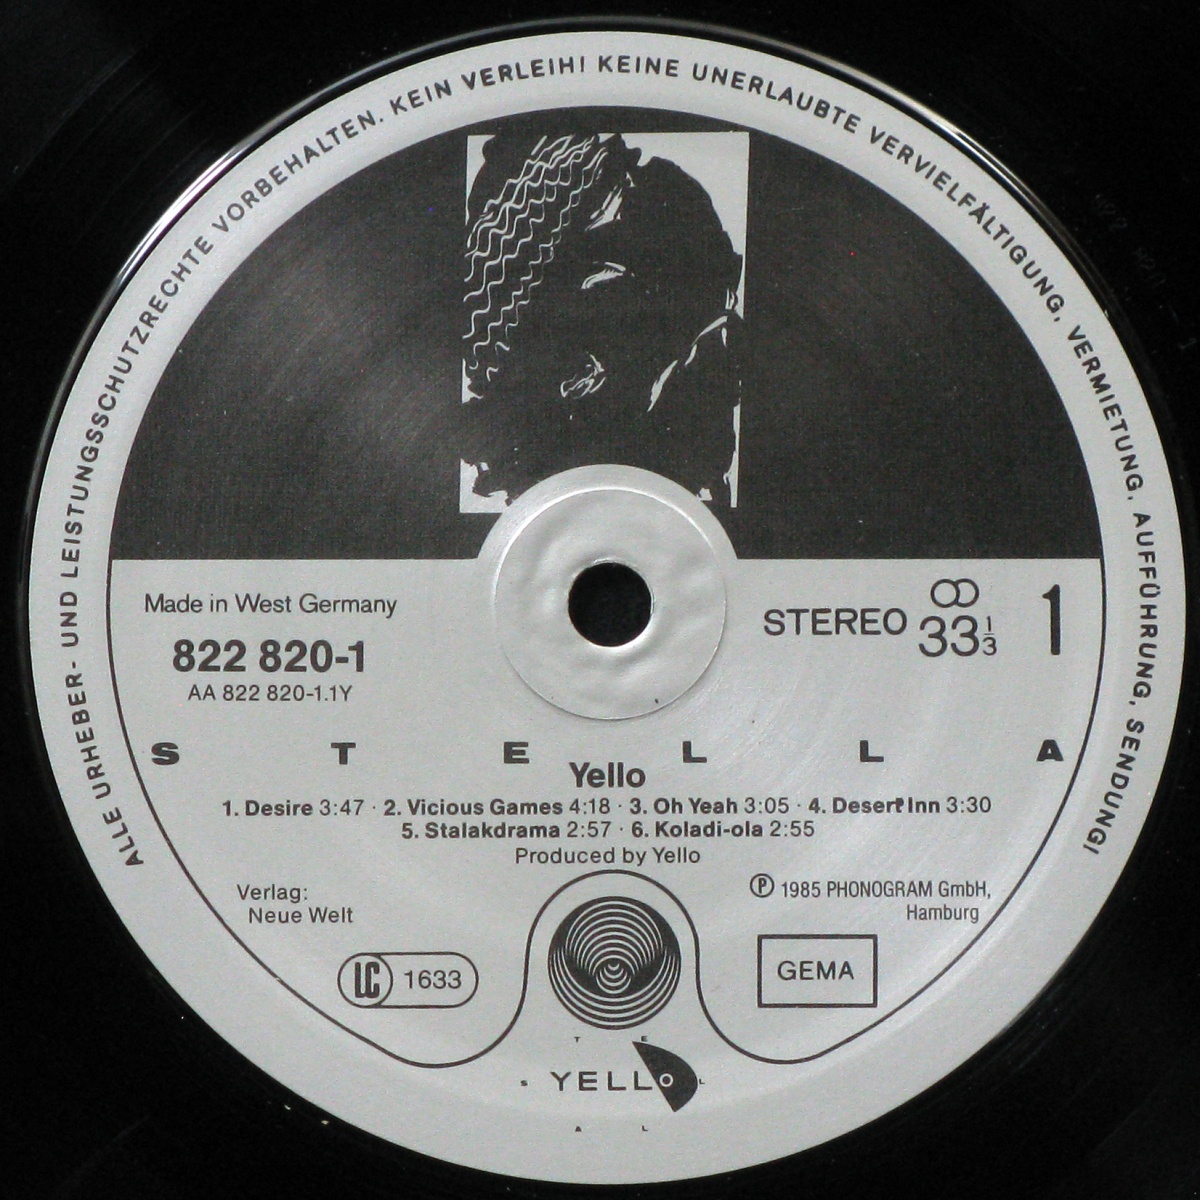 ALLE URHEBER- UND LEISTUNGSSCHUTZRECHTE VORBEHALTEN. KEIN VERLEIH! KEINE UNERLAUBTE VERVIELFÄLTIGUNG, VERMIETUNG, AUFFÜHRUNG, SENDUNG!
Made in West Germany
822 820-1
AA 822 820-1.1Y
STEREO 33 1/3
1
S T E L L A
Yello
1. Desire 3:47 · 2. Vicious Games 4:18 · 3. Oh Yeah 3:05 · 4. Desert Inn 3:30
5. Stalakdrama 2:57 · 6. Koladi-ola 2:55
Produced by Yello
Verlag:
Neue Welt
Ⓟ 1985 PHONOGRAM GmbH,
Hamburg
LC 1633
GEMA
T E
S YELLO L
A L